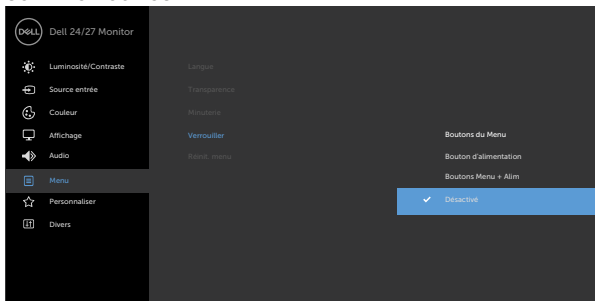 DELL
Dell 24/27 Monitor
Luminosité/Contraste
Source entrée
Couleur
Affichage
Audio
Menu
Personnaliser
Divers
Langue
Transparence
Minuterie
Verrouiller
Réinit. menu
Boutons du Menu
Bouton d'alimentation
Boutons Menu + Alim
Désactivé